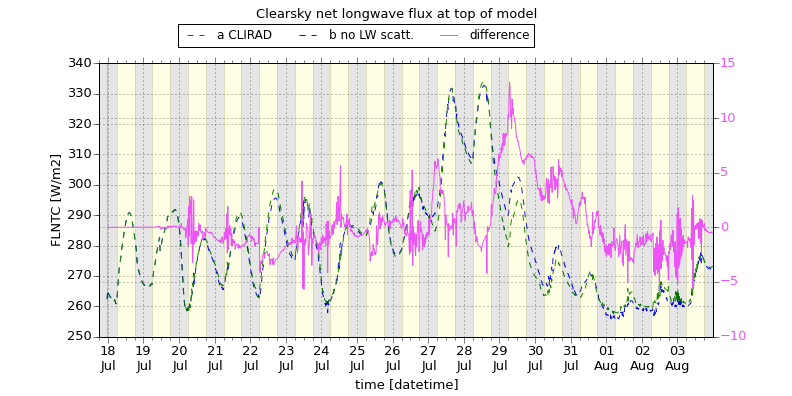 Clearsky net longwave flux at top of model
a CLIRAD b no LW scatt. difference
340 15
330
320 10
310 5
300
290 0
280
270 -5
260
250 -10
FLNTC [W/m2]
18 19 20 21 22 23 24 25 26 27 28 29 30 31 01 02 03
Jul Jul Jul Jul Jul Jul Jul Jul Jul Jul Jul Jul Jul Jul Aug Aug Aug
time [datetime]